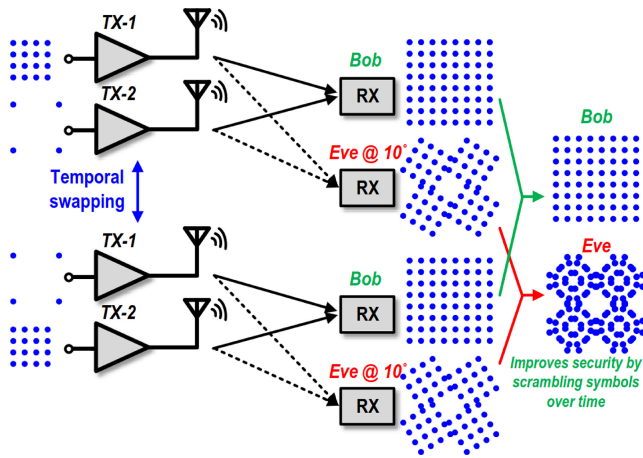 TX-1
Bob
RX
TX-2
Bob
Eve @ 10°
Temporal
swapping
RX
TX-1
Bob
Eve
RX
TX-2
Eve @ 10°
Improves security by
scrambling symbols
over time
RX